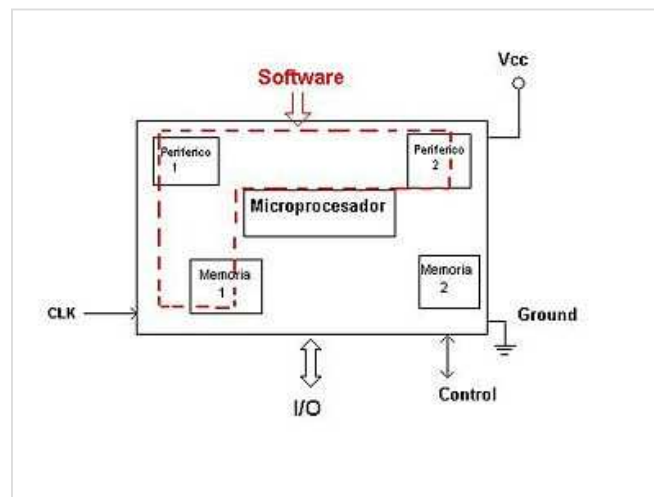 Vcc
Software
Periferico
1
Periferico
2
Microprocesador
Memoria
1
Memoria
2
CLK
Ground
I/O
Control